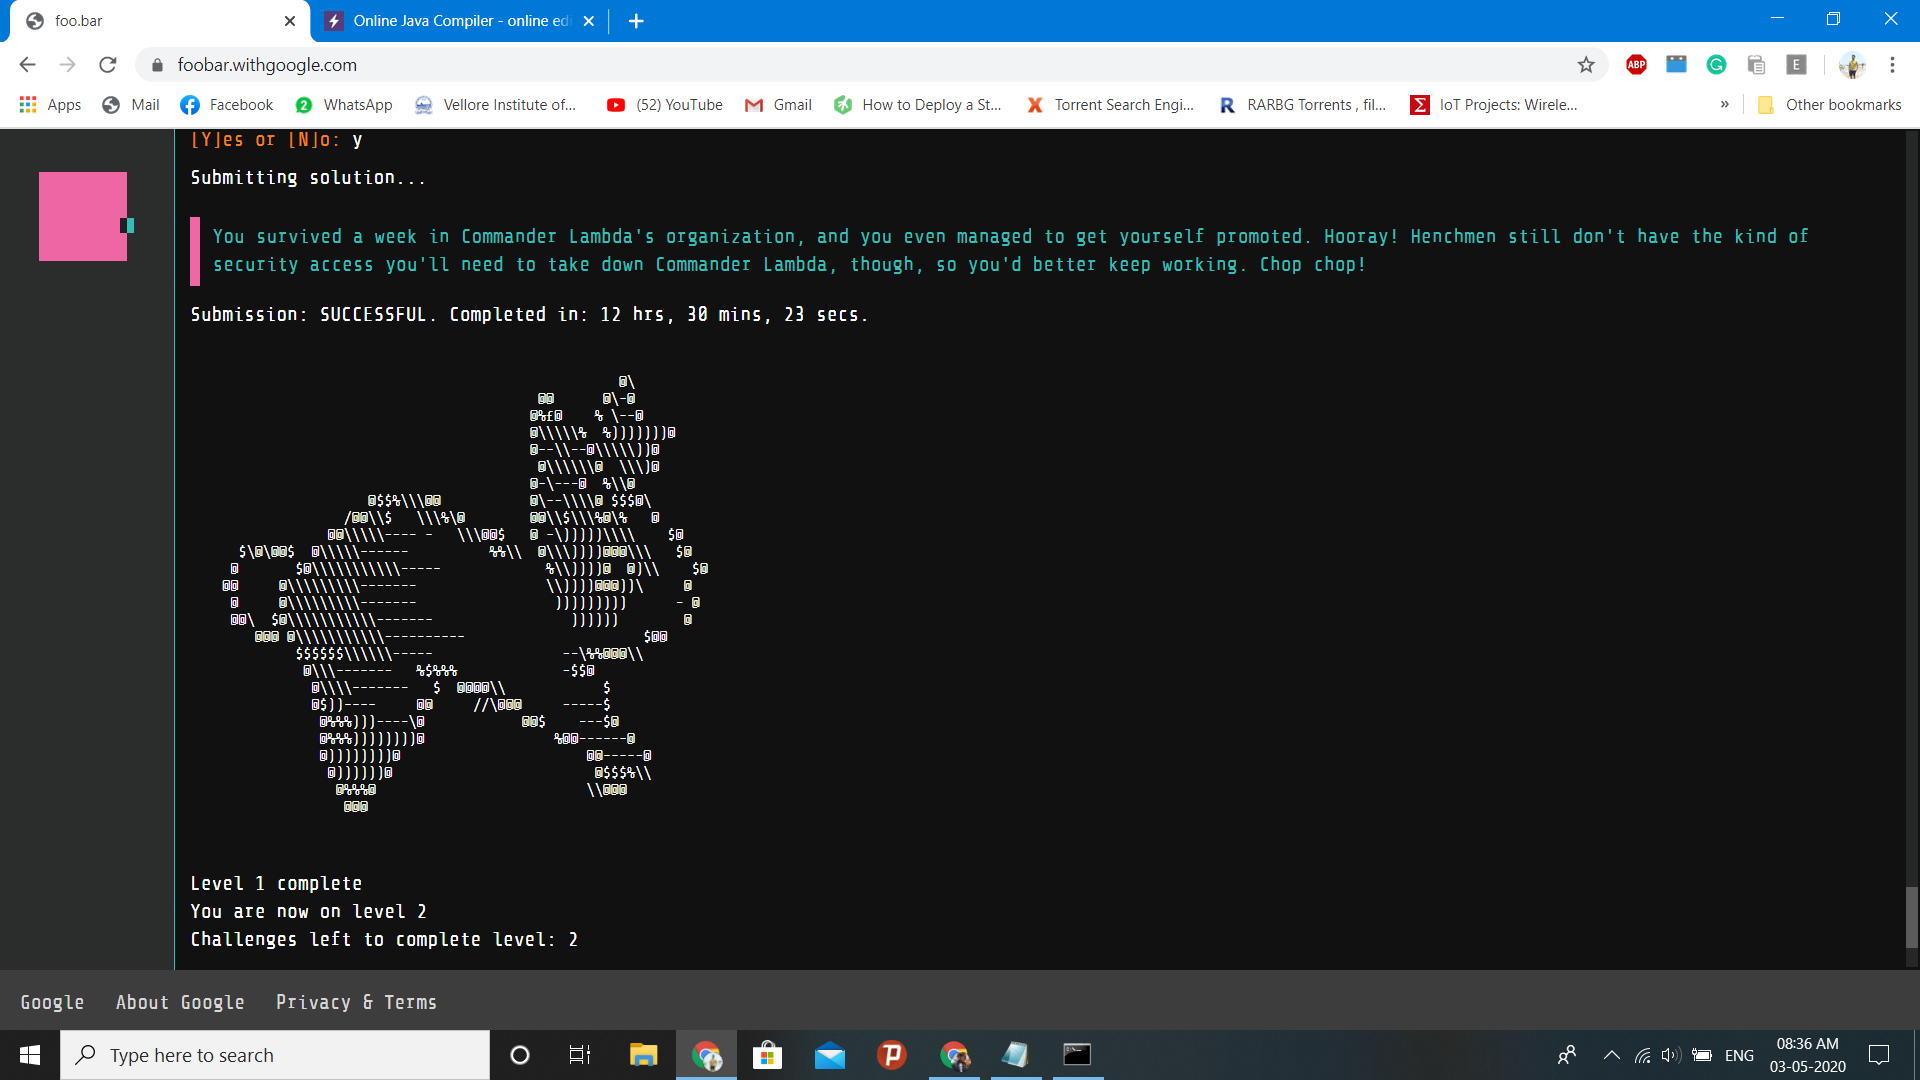 foo.bar
Online Java Compiler - online edi
foobar.withgoogle.com
ABP
E
Apps
Mail
Facebook
2
WhatsApp
Vellore Institute of...
(52) YouTube
Gmail
How to Deploy a St...
Torrent Search Engi...
RARBG Torrents , fil...
IoT Projects: Wirele...
»
Other bookmarks
[Y]es or [N]o: y
Submitting solution...
You survived a week in Commander Lambda's organization, and you even managed to get yourself promoted. Hooray! Henchmen still don't have the kind of
security access you'll need to take down Commander Lambda, though, so you'd better keep working. Chop chop!
Submission: SUCCESSFUL. Completed in: 12 hrs, 30 mins, 23 secs.
Level 1 complete
You are now on level 2
Challenges left to complete level: 2
Google
About Google
Privacy & Terms
Type here to search
ENG
08:36 AM
03-05-2020